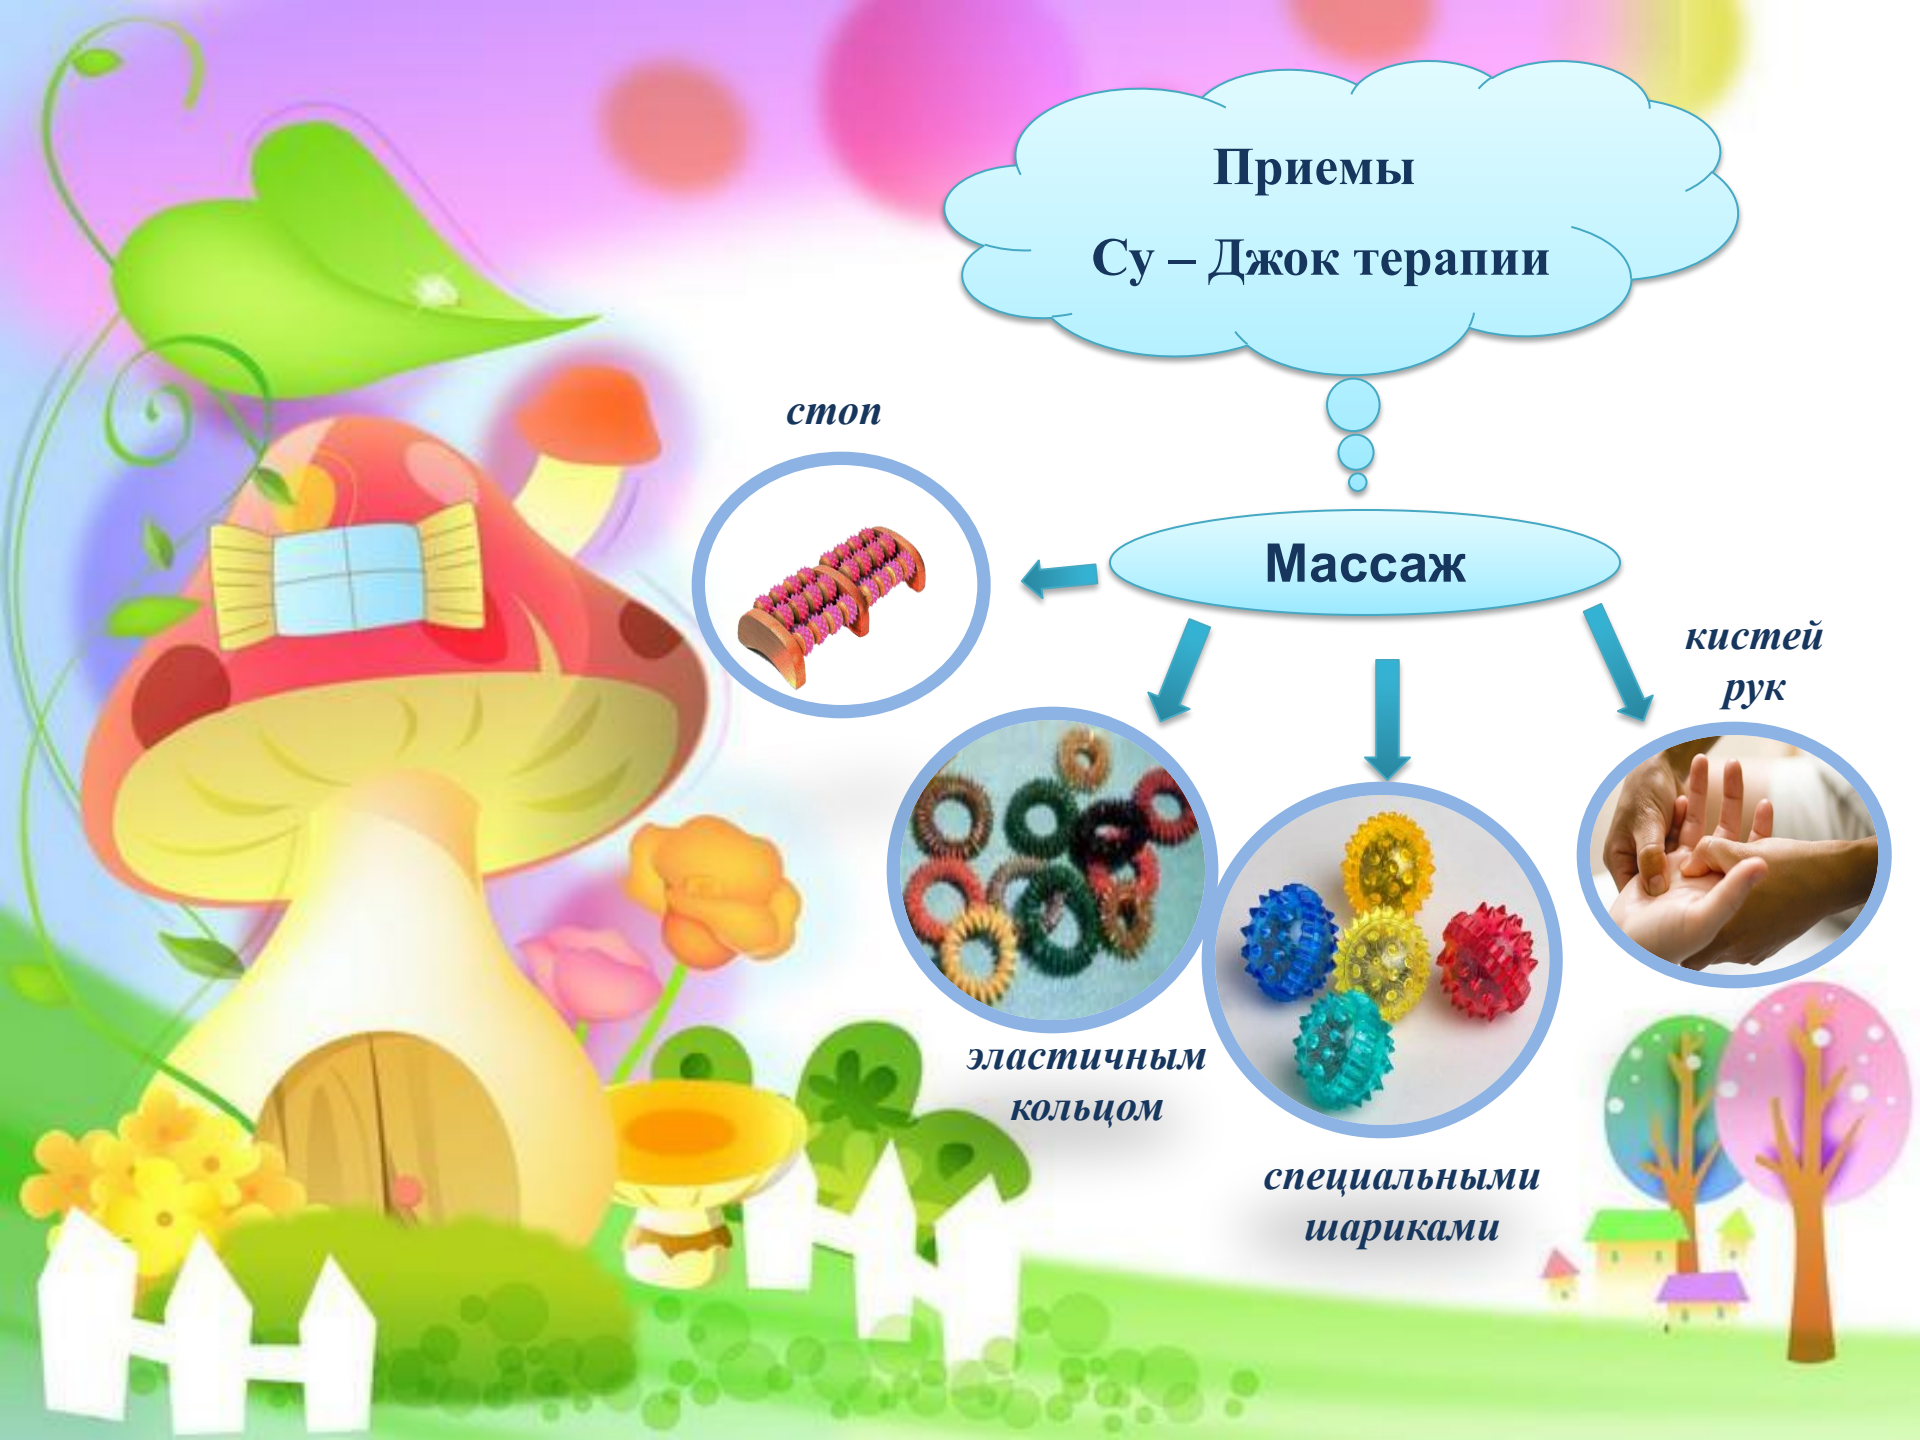 Приемы
Су – Джок терапии
стоп
Массаж
кистей
рук
эластичным
кольцом
специальными
шариками